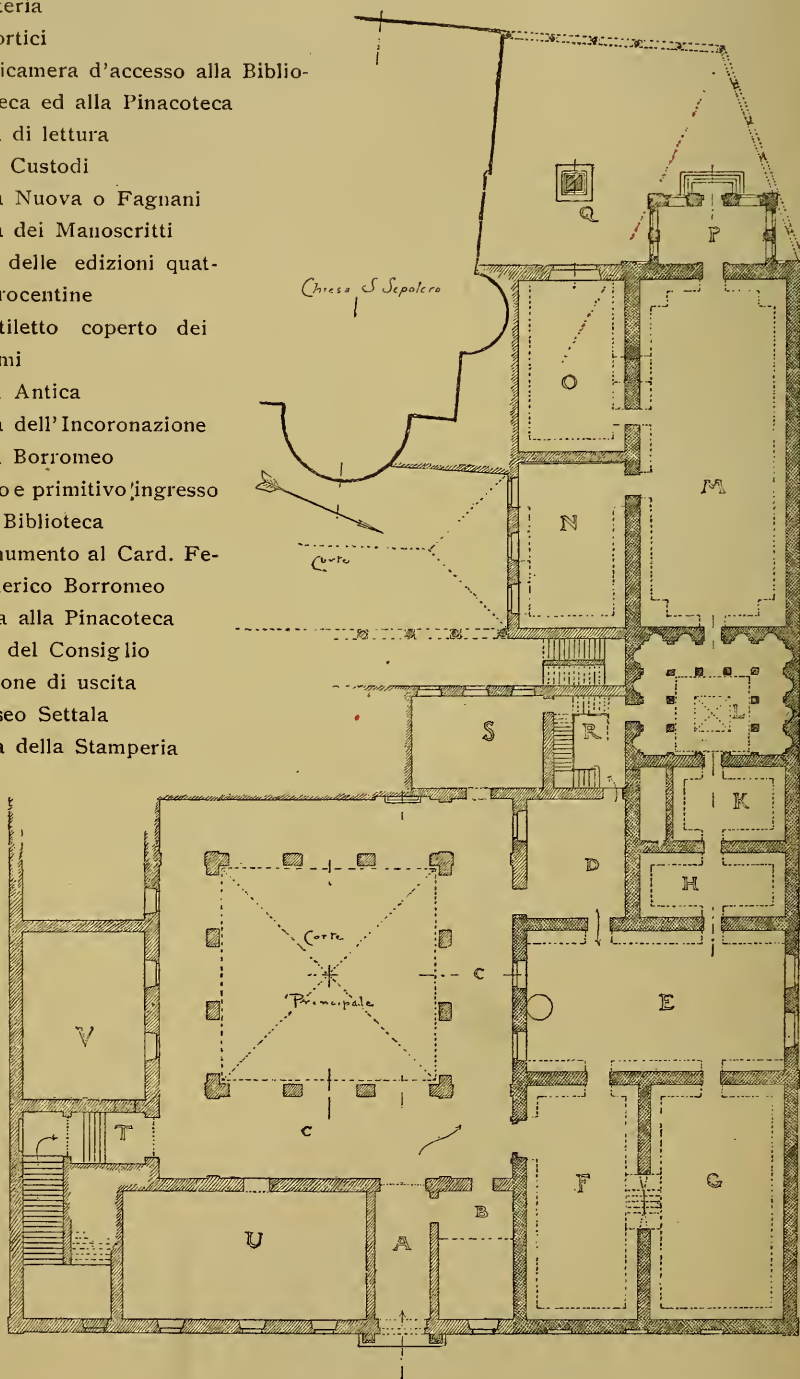 teria
ortici
icamera d'accesso alla Biblio-
eca ed alla Pinacoteca
di lettura
Custodi
a Nuova o Fagnani
a dei Manoscritti
delle edizioni quat-
rocentine
tiletto coperto dei
mi
Antica
a dell'Incoronazione
Borromeo
o e primitivo ingresso
Biblioteca
numento al Card. Fe-
erico Borromeo
a alla Pinacoteca
del Consiglio
one di uscita
seo Settala
a della Stamperia
Q
P
Chiesa S Sepolcro
O
M
N
Corte
L
S
R
K
D
H
Corte
C
Principale
E
V
T
C
F
G
B
U
A